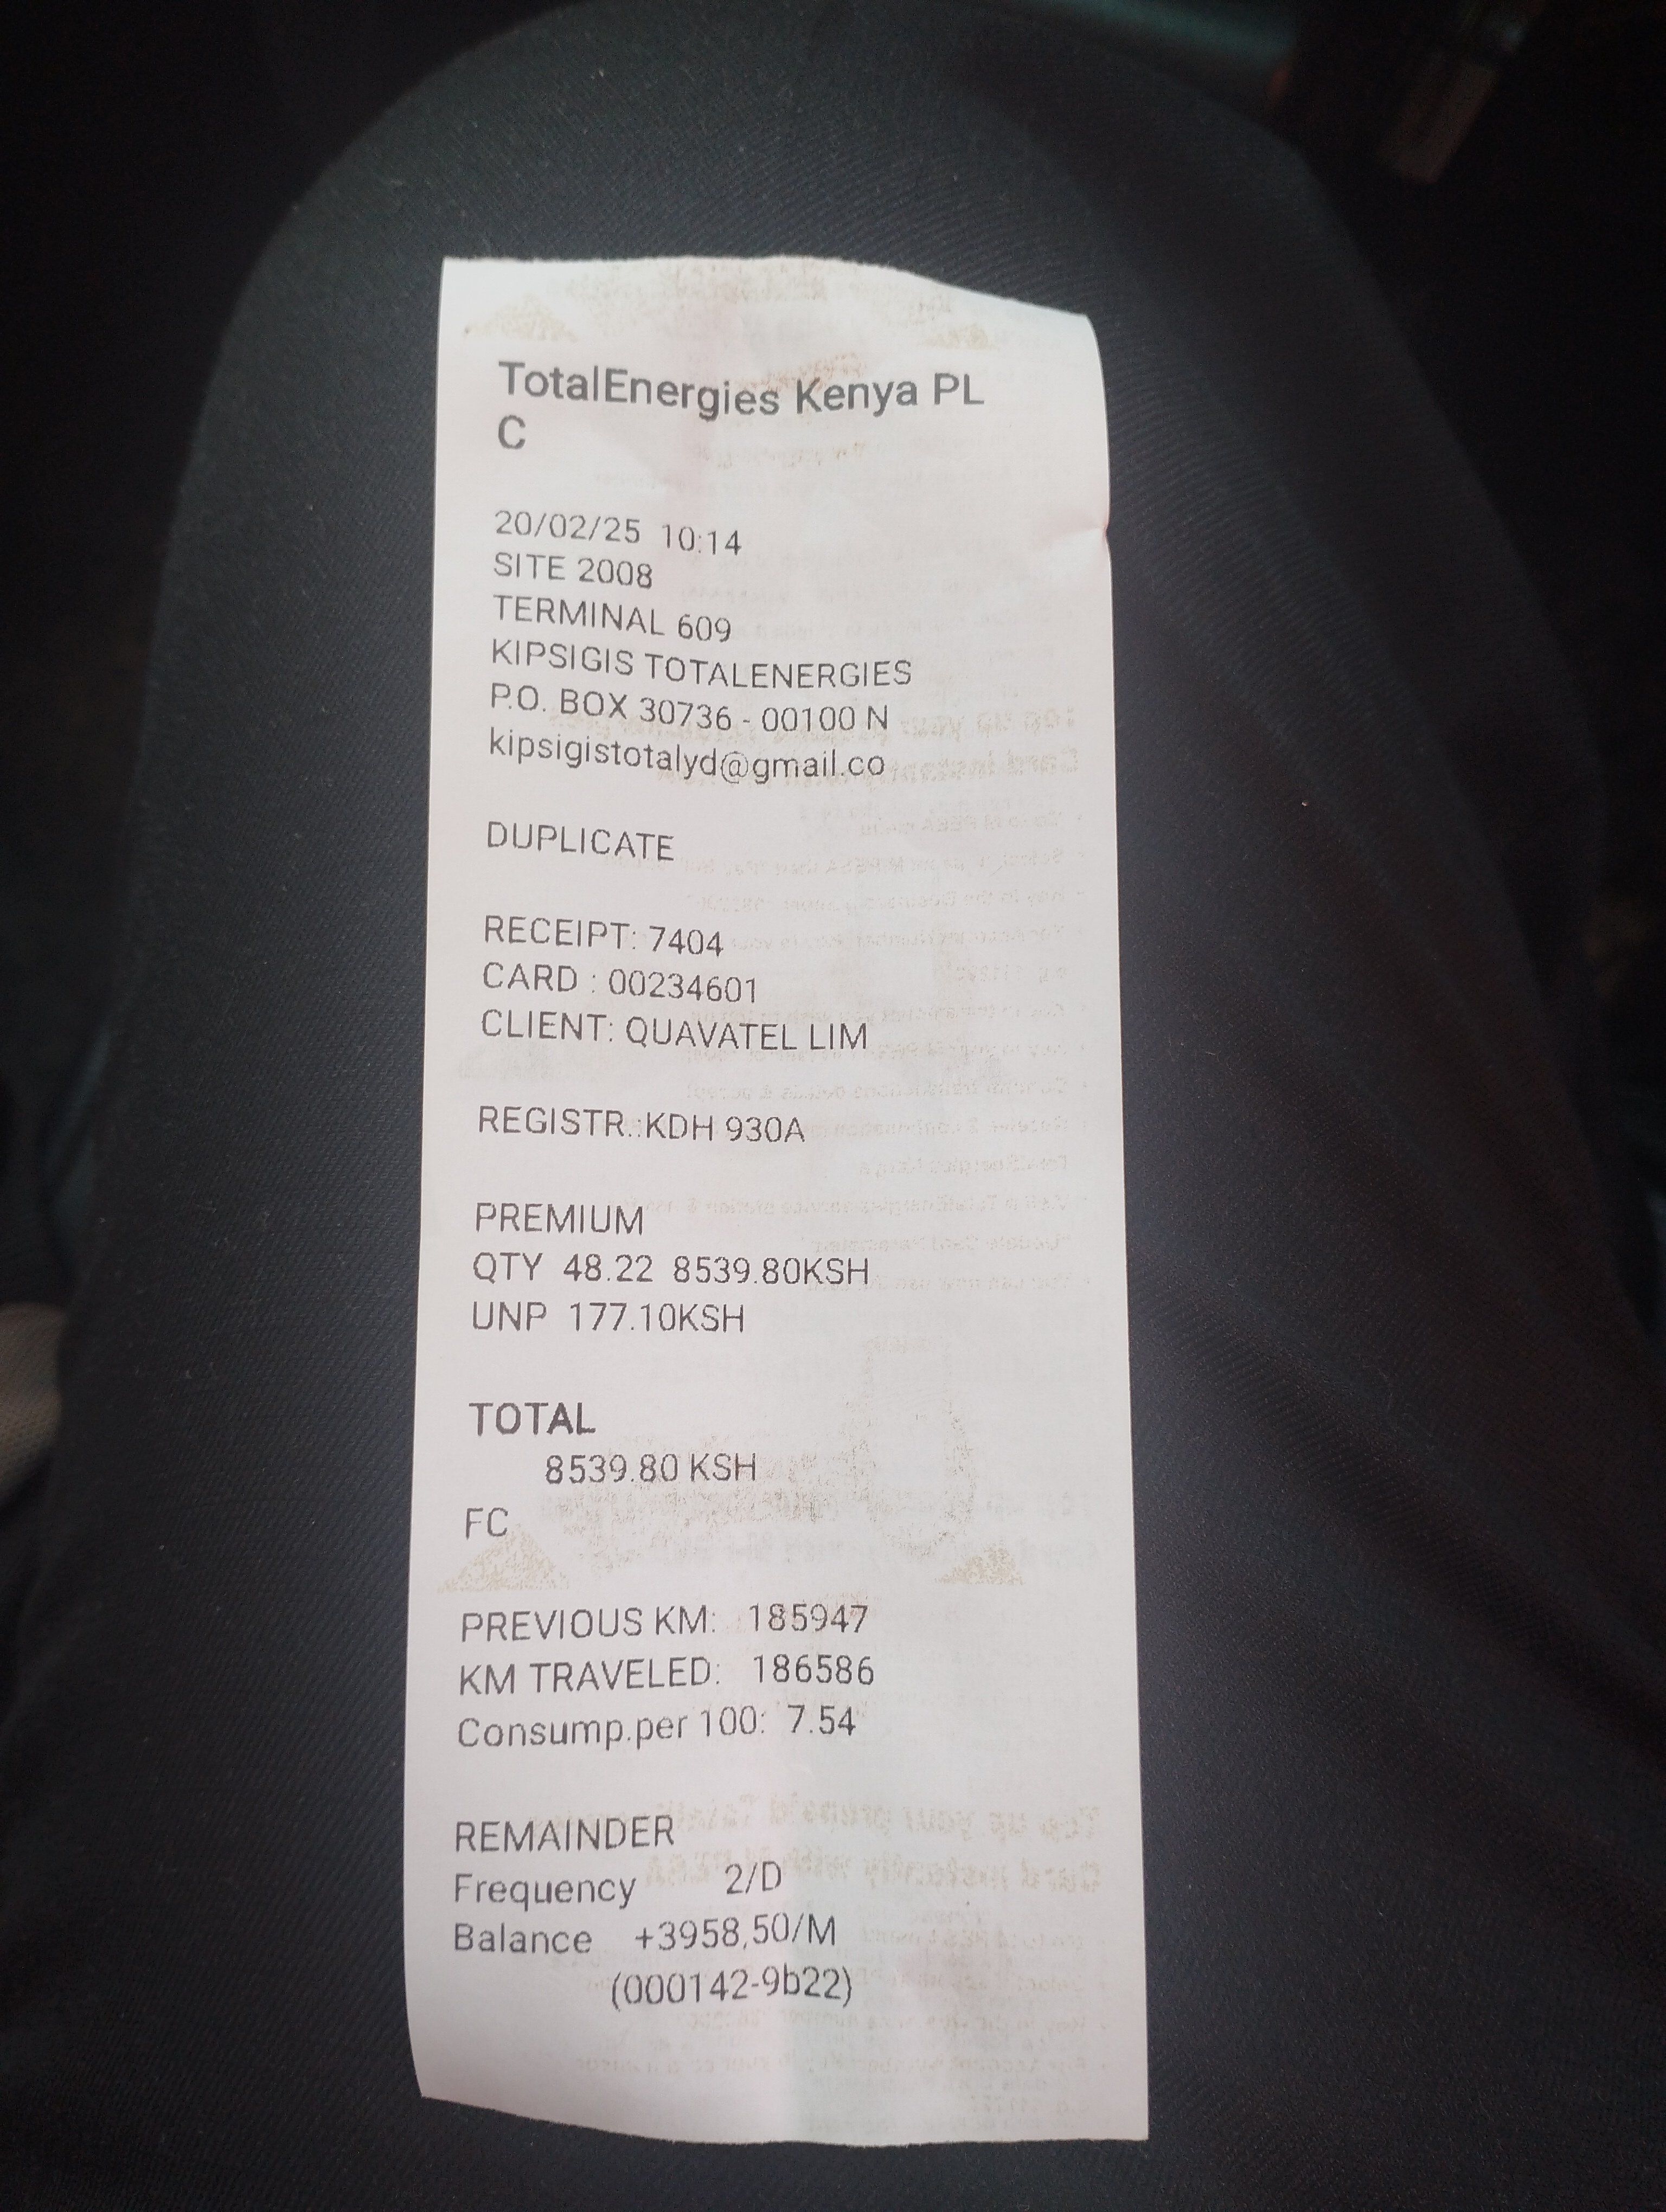 TotalEnergies Kenya PL
C
20/02/25 10:14
SITE 2008
TERMINAL 609
KIPSIGIS TOTALENERGIES
P.O. BOX 30736 - 00100 N
kipsigistotalyd@gmail.co
DUPLICATE
RECEIPT: 7404
CARD : 00234601
CLIENT: QUAVATEL LIM
REGISTR.:KDH 930A
PREMIUM
QTY 48.22 8539.80KSH
UNP 177.10KSH
TOTAL
8539.80 KSH
FC
PREVIOUS KM: 185947
KM TRAVELED: 186586
Consump.per 100: 7.54
REMAINDER
Frequency 2/D
Balance +3958,50/M
(000142-9b22)